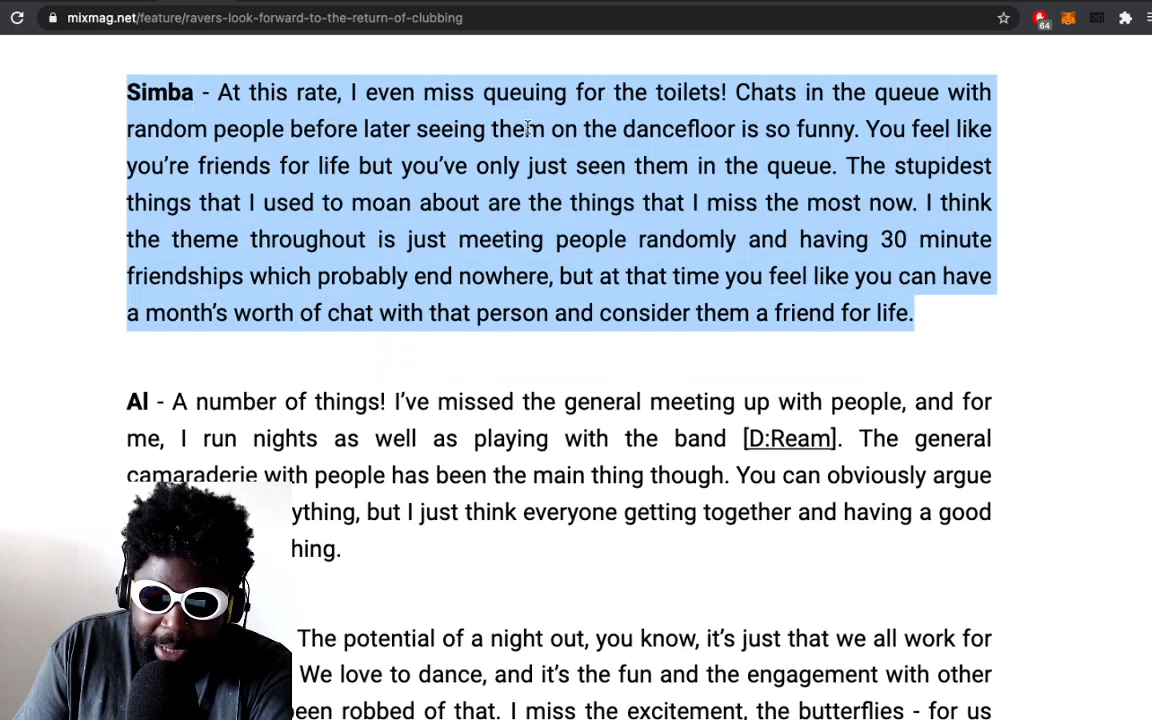 mixmag.net/feature/ravers-look-forward-to-the-return-of-clubbing
64
Simba - At this rate, I even miss queuing for the toilets! Chats in the queue with
random people before later seeing them on the dancefloor is so funny. You feel like
you’re friends for life but you’ve only just seen them in the queue. The stupidest
things that I used to moan about are the things that I miss the most now. I think
the theme throughout is just meeting people randomly and having 30 minute
friendships which probably end nowhere, but at that time you feel like you can have
a month’s worth of chat with that person and consider them a friend for life.
Al - A number of things! I’ve missed the general meeting up with people, and for
me, I run nights as well as playing with the band [D:Ream]. The general
camaraderie with people has been the main thing though. You can obviously argue
ything, but I just think everyone getting together and having a good
hing.
The potential of a night out, you know, it’s just that we all work for
We love to dance, and it’s the fun and the engagement with other
een robbed of that. I miss the excitement, the butterflies - for us